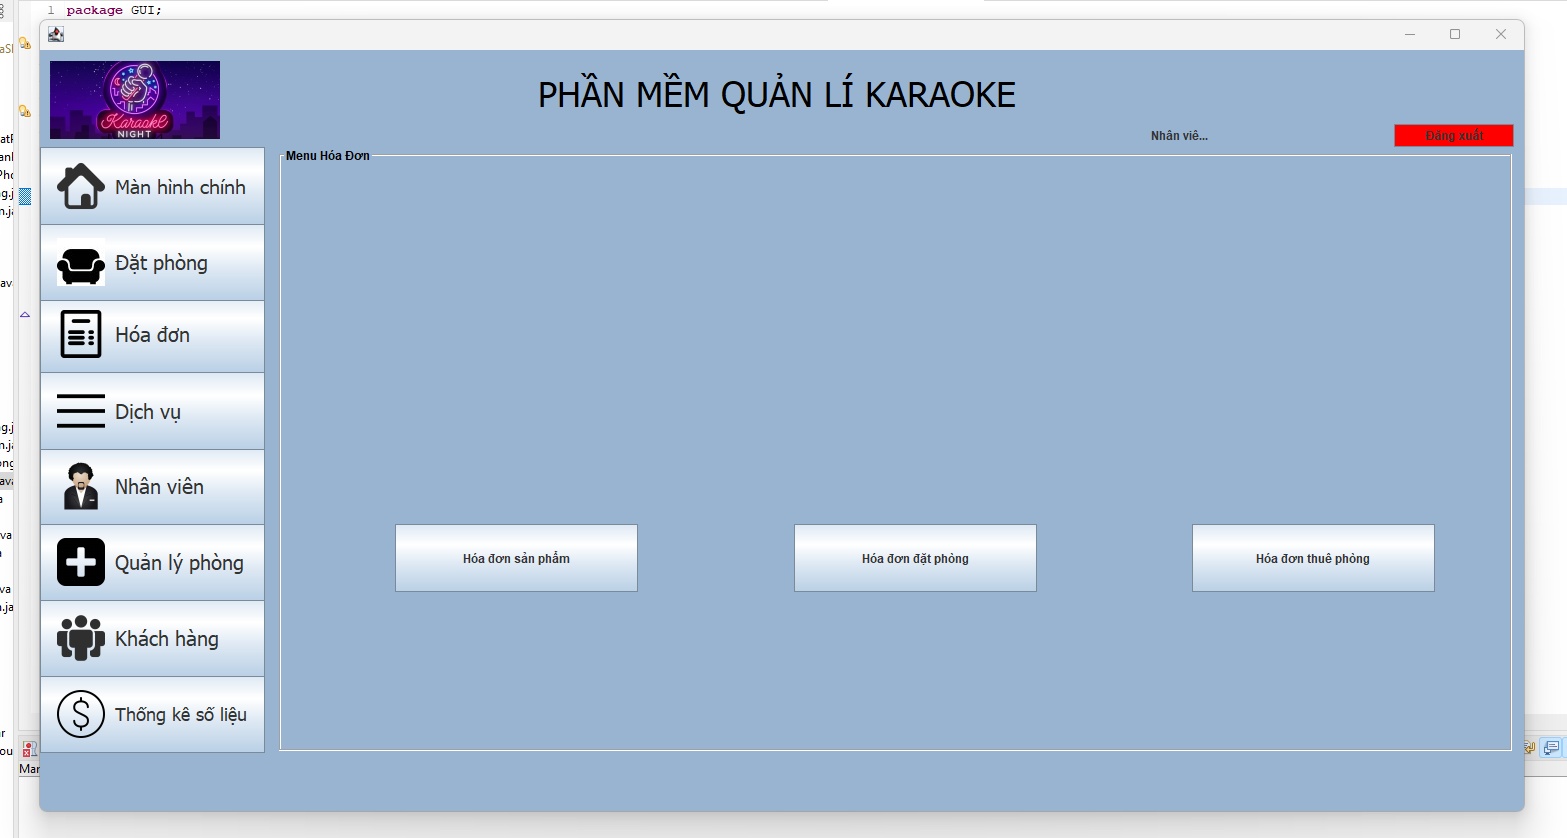 1 package GUI;
PHẦN MỀM QUẢN LÍ KARAOKE
Karaoke
NIGHT
Nhân viê...
Đăng xuất
Menu Hóa Đơn
Màn hình chính
Đặt phòng
Hóa đơn
Dịch vụ
Nhân viên
Quản lý phòng
Khách hàng
Thống kê số liệu
Hóa đơn sản phẩm
Hóa đơn đặt phòng
Hóa đơn thuê phòng